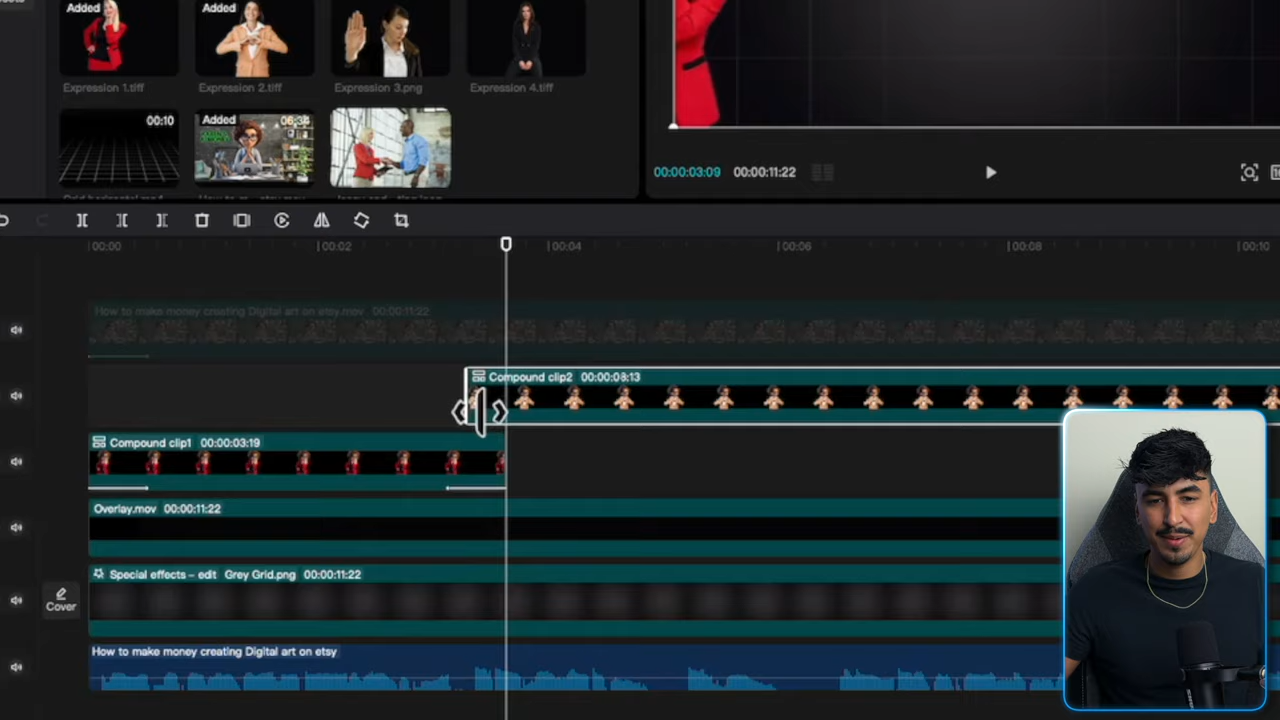 Added
Added
Expression 1.tiff
Expression 2.tiff
Expression 3.png
Expression 4.tiff
00:10
Added
06:34
00:00:03:09
00:00:11:22
00:00
00:02
00:04
00:06
00:08
00:10
How to make money creating Digital art on etsy.mov 00:00:11:22
Compound clip2 00:00:08:13
Compound clip1 00:00:03:19
Overlay.mov 00:00:11:22
Special effects – edit Grey Grid.png 00:00:11:22
Cover
How to make money creating Digital art on etsy